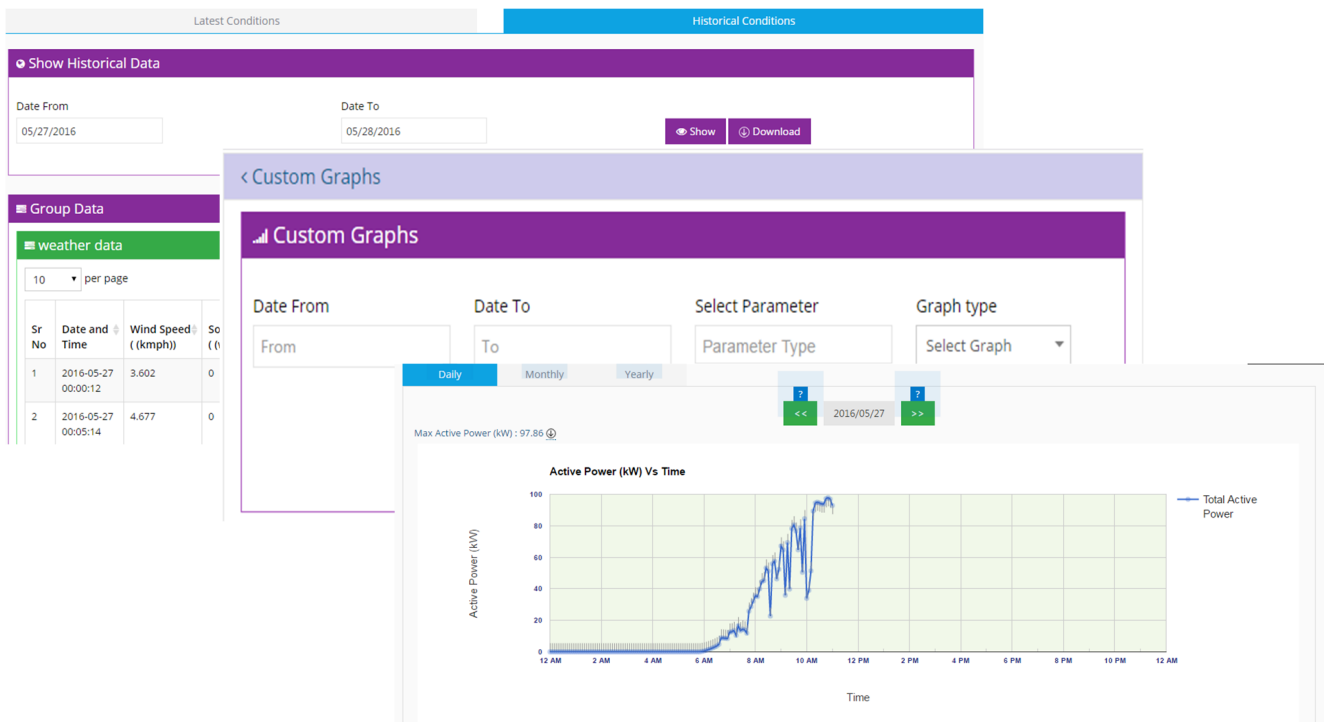 Latest Conditions
Historical Conditions
Show Historical Data
Date From
Date To
05/27/2016
05/28/2016
Show
Download
Group Data
weather data
10
per page
Sr No
Date and Time
Wind Speed ( (kmph))
So
1
2016-05-27 00:00:12
3.602
0
2
2016-05-27 00:05:14
4.677
0
< Custom Graphs
Custom Graphs
Date From
Date To
Select Parameter
Graph type
From
To
Parameter Type
Select Graph
Daily
Monthly
Yearly
?
?
<<
2016/05/27
>>
Max Active Power (kW) : 97.86
Active Power (kW) Vs Time
Total Active
Power
Active Power (kW)
100
80
60
40
20
0
12 AM
2 AM
4 AM
6 AM
8 AM
10 AM
12 PM
2 PM
4 PM
6 PM
8 PM
10 PM
12 AM
Time